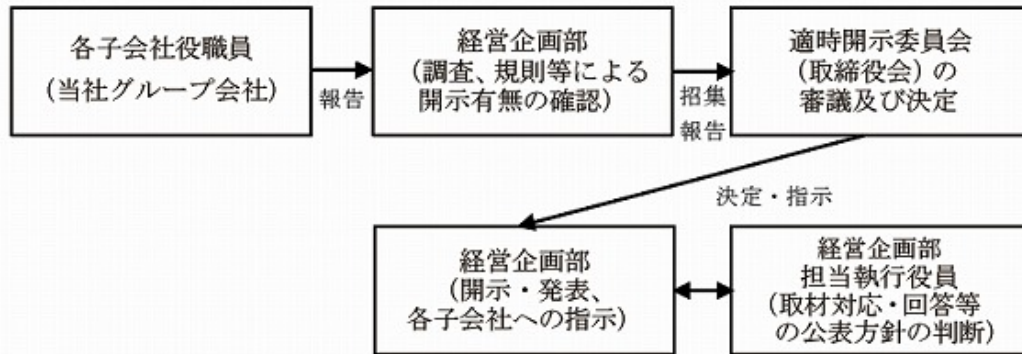 各子会社役職員
(当社グループ会社)
報告
経営企画部
(調査、規則等による
開示有無の確認)
招集
報告
適時開示委員会
(取締役会)の
審議及び決定
決定・指示
経営企画部
(開示・発表、
各子会社への指示)
経営企画部
担当執行役員
(取材対応・回答等
の公表方針の判断)